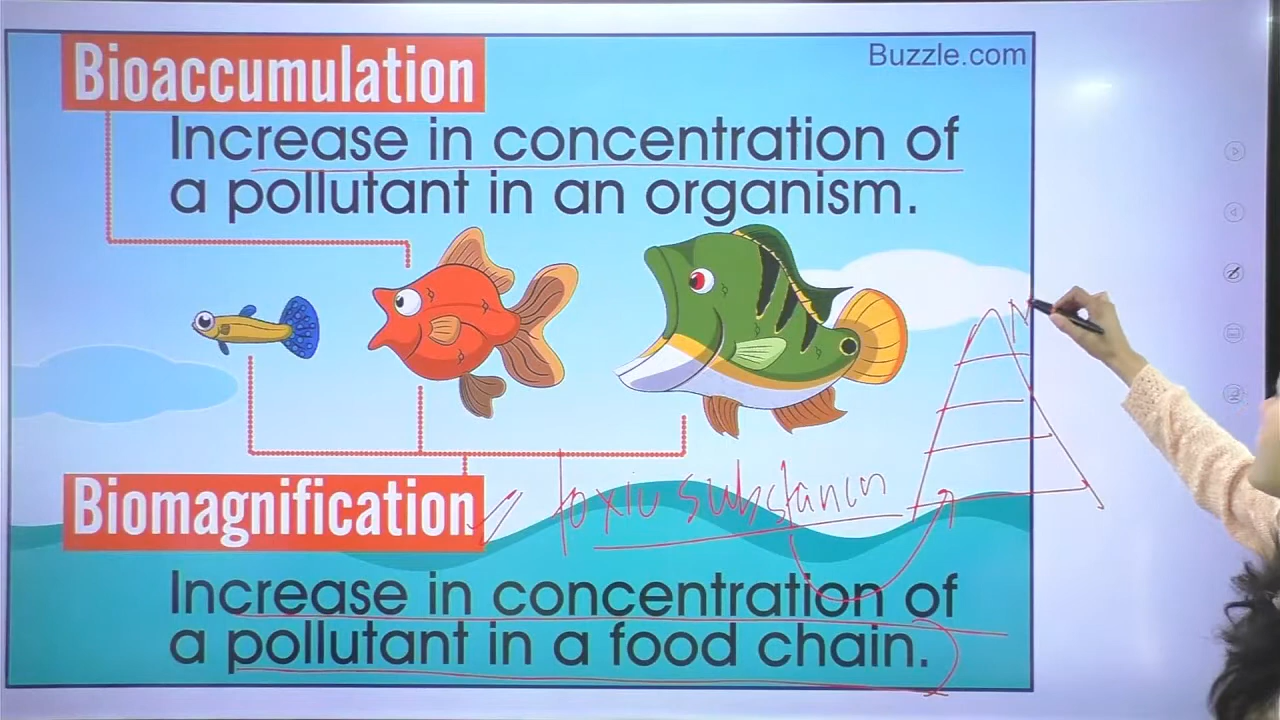 Buzzle.com
Bioaccumulation
Increase in concentration of
a pollutant in an organism.
Biomagnification
toxic substances
Increase in concentration of
a pollutant in a food chain.